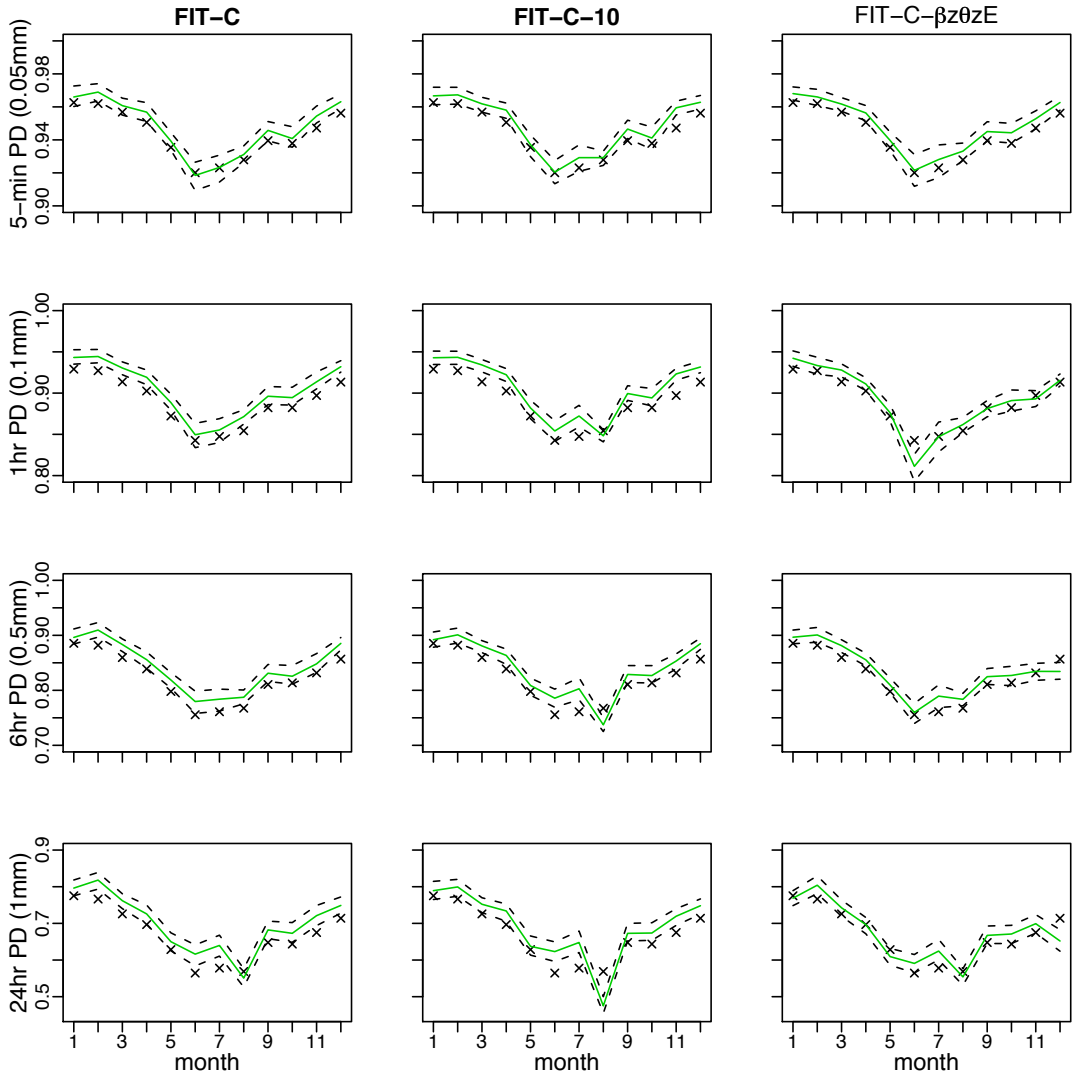 FIT−C FIT−C−10 FIT−C−βzθzE
5−min PD (0.05mm)
0.90 0.94 0.98
1hr PD (0.1mm)
0.80 0.90 1.00
6hr PD (0.5mm)
0.70 0.80 0.90 1.00
24hr PD (1mm)
0.5 0.7 0.9
1 3 5 7 9 11 1 3 5 7 9 11 1 3 5 7 9 11
month month month